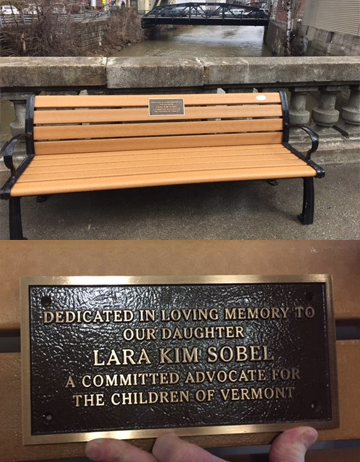 DEDICATED IN LOVING MEMORY TO
OUR DAUGHTER
LARA KIM SOBEL
A COMMITTED ADVOCATE FOR
THE CHILDREN OF VERMONT